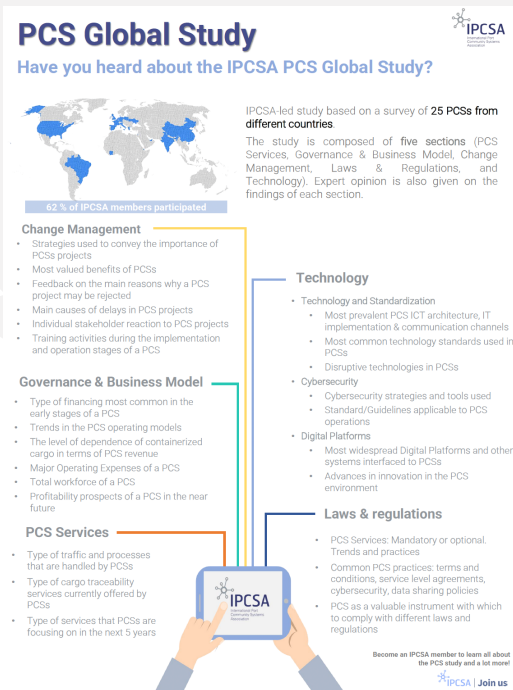 PCS Global Study
IPCSA
International Port
Community Systems
Association
Have you heard about the IPCSA PCS Global Study?
IPCSA-led study based on a survey of 25 PCSs from
different countries.
The study is composed of five sections (PCS
Services, Governance & Business Model, Change
Management, Laws & Regulations, and
Technology). Expert opinion is also given on the
findings of each section.
62 % of IPCSA members participated
Change Management
• Strategies used to convey the importance of
PCSs projects
• Most valued benefits of PCSs
• Feedback on the main reasons why a PCS
project may be rejected
• Main causes of delays in PCS projects
• Individual stakeholder reaction to PCS projects
• Training activities during the implementation
and operation stages of a PCS
Governance & Business Model
• Type of financing most common in the
early stages of a PCS
• Trends in the PCS operating models
• The level of dependence of containerized
cargo in terms of PCS revenue
• Major Operating Expenses of a PCS
• Total workforce of a PCS
• Profitability prospects of a PCS in the near
future
PCS Services
• Type of traffic and processes
that are handled by PCSs
• Type of cargo traceability
services currently offered by
PCSs
• Type of services that PCSs are
focusing on in the next 5 years
Technology
• Technology and Standardization
• Most prevalent PCS ICT architecture, IT
implementation & communication channels
• Most common technology standards used in
PCSs
• Disruptive technologies in PCSs
• Cybersecurity
• Cybersecurity strategies and tools used
• Standard/Guidelines applicable to PCS
operations
• Digital Platforms
• Most widespread Digital Platforms and other
systems interfaced to PCSs
• Advances in innovation in the PCS
environment
Laws & regulations
• PCS Services: Mandatory or optional.
Trends and practices
• Common PCS practices: terms and
conditions, service level agreements,
cybersecurity, data sharing policies
• PCS as a valuable instrument with which
to comply with different laws and
regulations
IPCSA
International Port
Community Systems
Association
Become an IPCSA member to learn all about
the PCS study and a lot more!
IPCSA | Join us